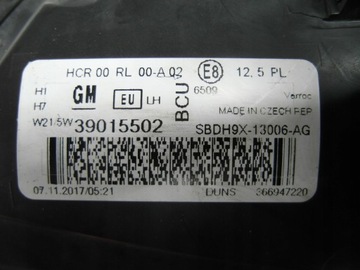 HCR 00 RL 00-A 02 E8 12, 5 PL
H1 GM EU LH BCU 6509 Varroc
H7 MADE IN CZECH REP
W21/5W 39015502 SBDH9X-13006-AG
07.11.2017/05:21 DUNS: 366947220